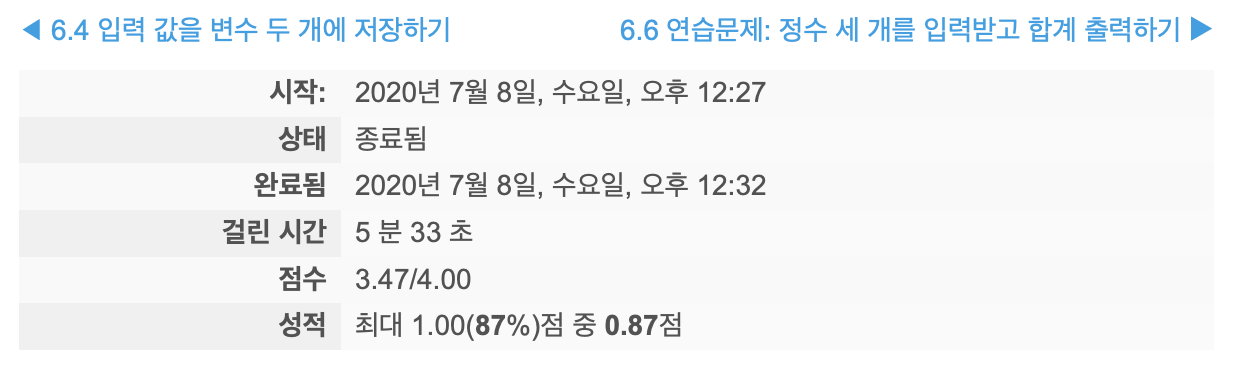 ◀ 6.4 입력 값을 변수 두 개에 저장하기 6.6 연습문제: 정수 세 개를 입력받고 합계 출력하기 ▶
시작: 2020년 7월 8일, 수요일, 오후 12:27
상태 종료됨
완료됨 2020년 7월 8일, 수요일, 오후 12:32
걸린 시간 5 분 33 초
점수 3.47/4.00
성적 최대 1.00(87%)점 중 0.87점